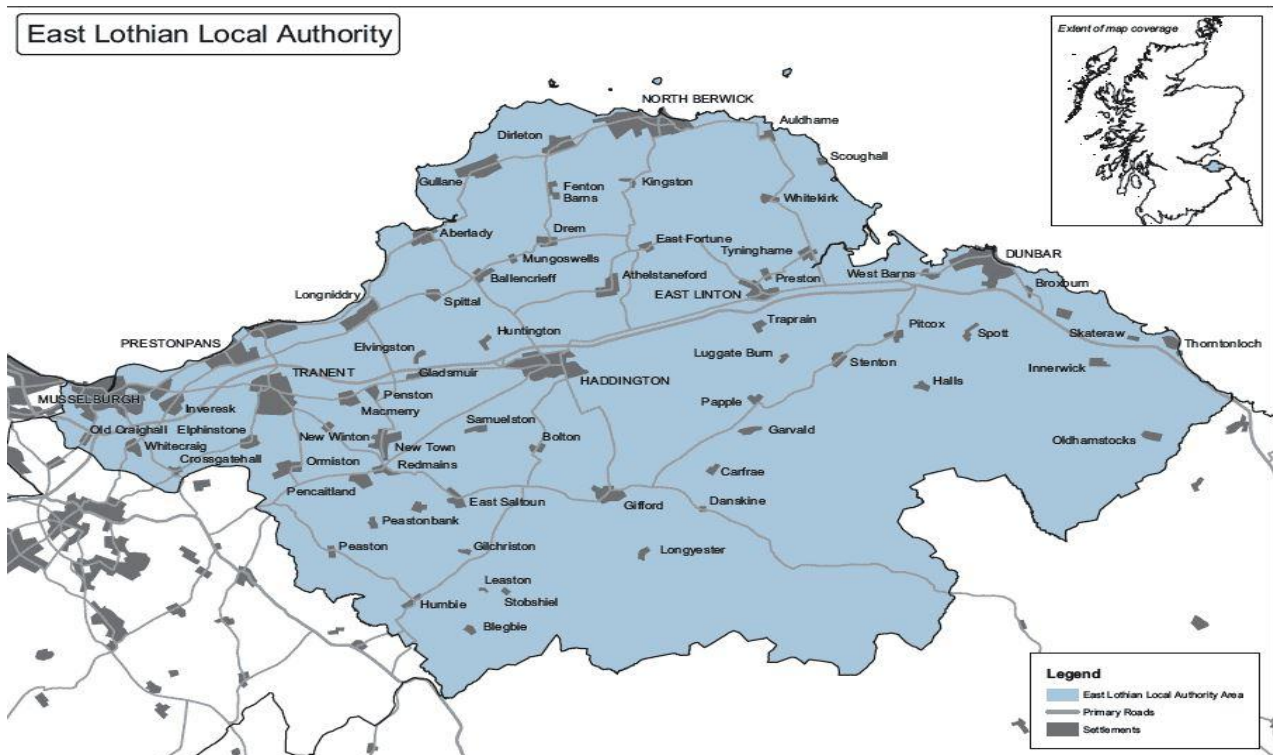 East Lothian Local Authority
Extent of map coverage
NORTH BERWICK
Auldhame
Dirleton
Scoughall
Gullane
Fenton
Barns
Kingston
Whitekirk
Aberlady
Drem
East Fortune
Tyninghame
DUNBAR
Mungoswells
West Barns
Ballencrieff
Athelstaneford
Preston
Broxburn
Longniddry
Spittal
EAST LINTON
Huntington
Traprain
Pitcox
Spott
Skateraw
PRESTONPANS
Thorntonloch
Elvingston
Luggate Burn
Stenton
Innerwick
TRANENT
Gladsmuir
HADDINGTON
Halls
MUSSELBURGH
Penston
Papple
Inveresk
Macmerry
Samuelston
Garvald
Old Craighall
Elphinstone
New Winton
Bolton
Oldhamstocks
Whitecraig
New Town
Crossgatehall
Ormiston
Redmains
Carfrae
Pencaitland
East Saltoun
Gifford
Danskine
Peastonbank
Peaston
Gilchriston
Longyester
Leaston
Humbie
Stobshiel
Blegbie
Legend
East Lothian Local Authority Area
Primary Roads
Settlements